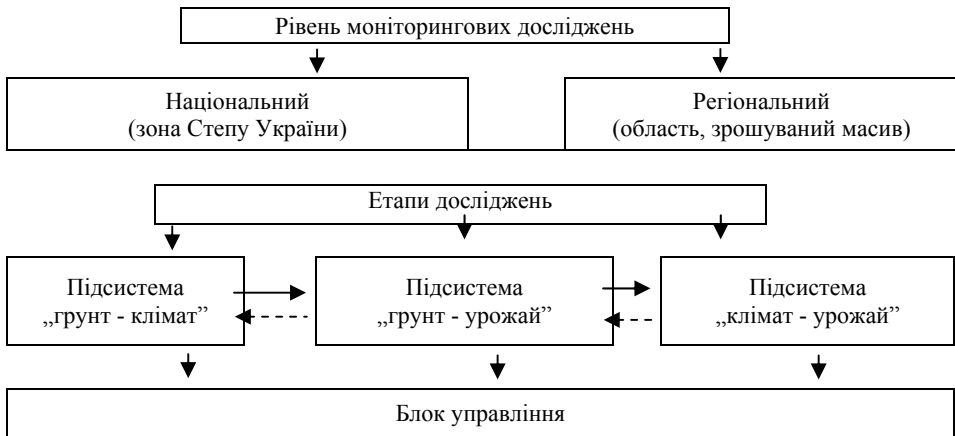 Рівень моніторингових досліджень
Національний
(зона Степу України)
Регіональний
(область, зрошуваний масив)
Етапи досліджень
Підсистема
„грунт - клімат”
Підсистема
„грунт - урожай”
Підсистема
„клімат - урожай”
Блок управління